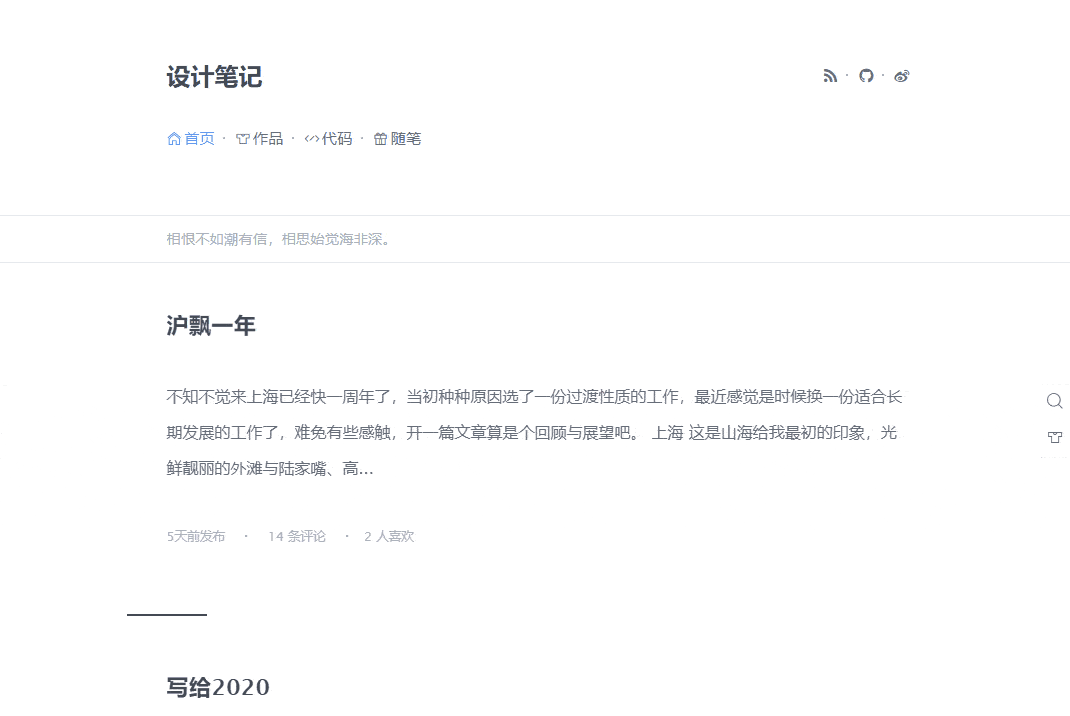 设计笔记
首页 · 作品 · 代码 · 随笔
相恨不如潮有信，相思始觉海非深。
沪飘一年
不知不觉来上海已经快一周年了，当初种种原因选了一份过渡性质的工作，最近感觉是时候换一份适合长
期发展的工作了，难免有些感触，开一篇文章算是个回顾与展望吧。 上海 这是山海给我最初的印象，光
鲜靓丽的外滩与陆家嘴、高...
5天前发布 · 14 条评论 · 2 人喜欢
写给2020